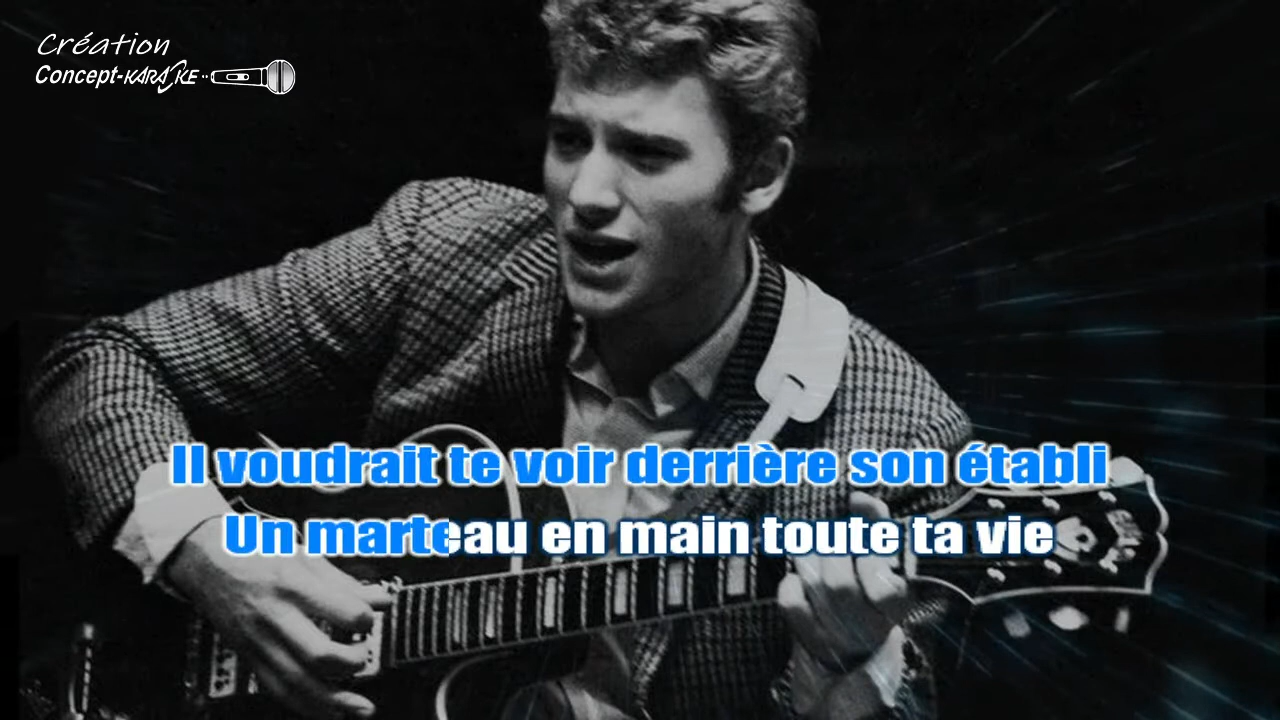 Création
Concept-KARAOKE
Il voudrait te voir derrière son établi
Un marteau en main toute ta vie